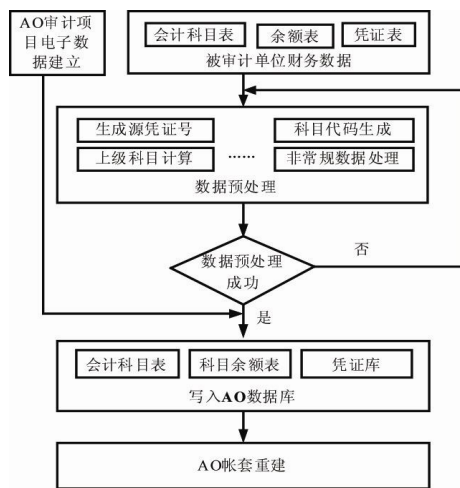 AO审计项
目电子数
据建立
会计科目表
余额表
凭证表
被审计单位财务数据
生成源凭证号
科目代码生成
上级科目计算
……
非常规数据处理
数据预处理
数据预处理
成功
否
是
会计科目表
科目余额表
凭证库
写入AO数据库
AO帐套重建